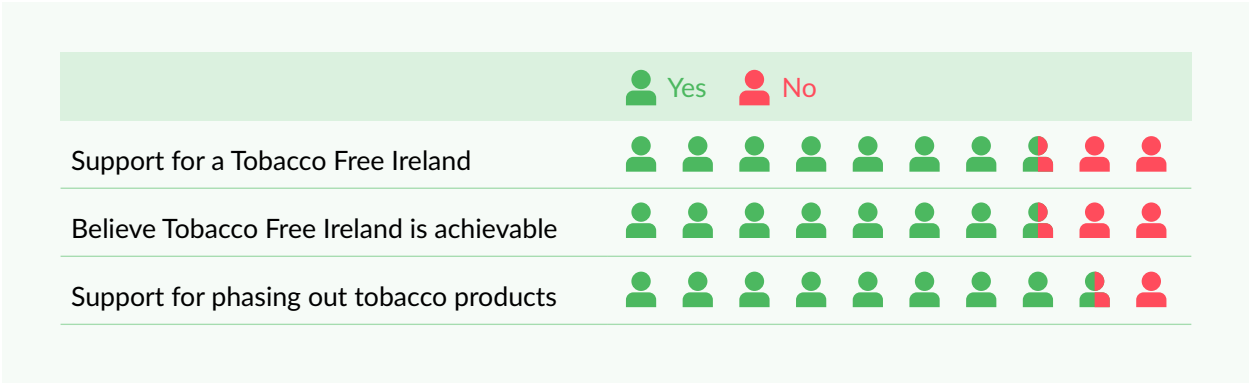 Yes No
Support for a Tobacco Free Ireland
Believe Tobacco Free Ireland is achievable
Support for phasing out tobacco products